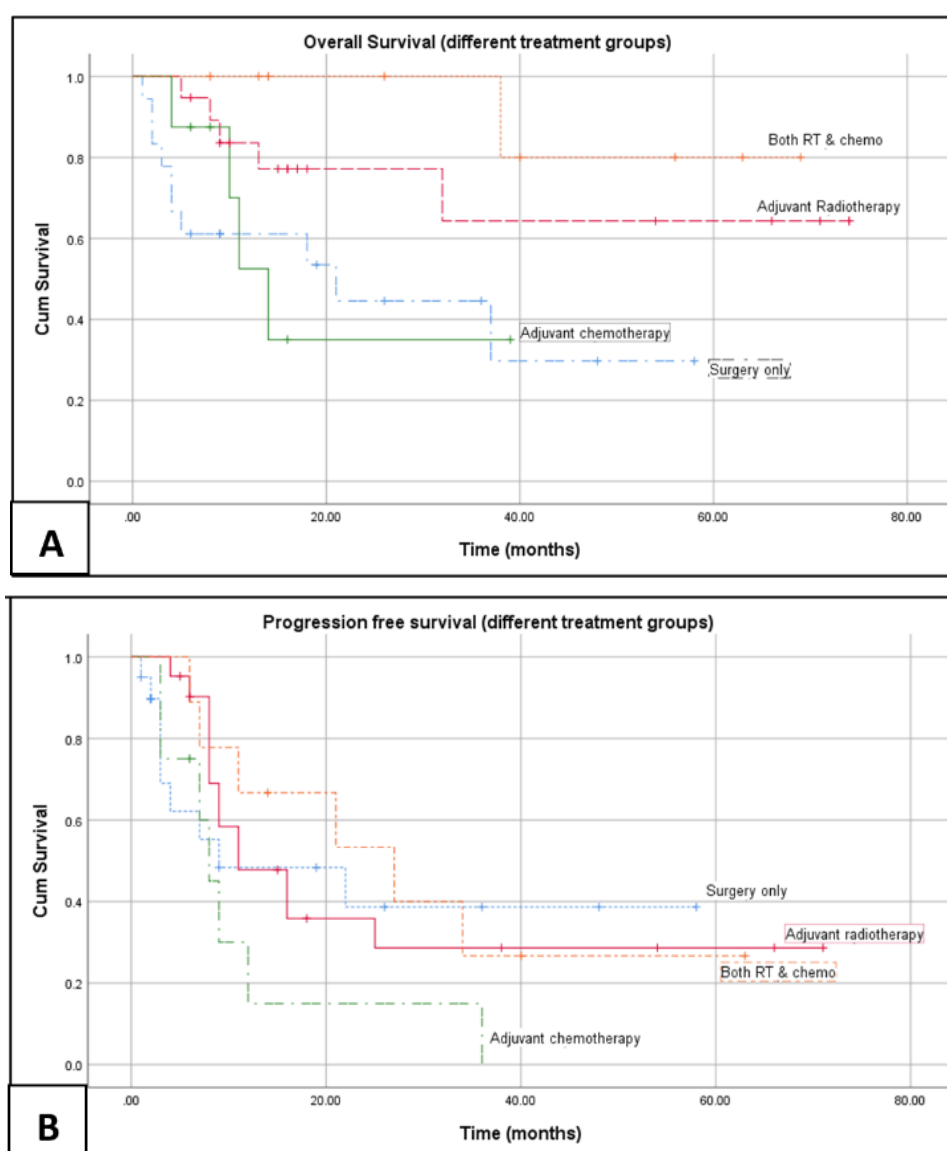 Overall Survival (different treatment groups)
1.0
Both RT & chemo
0.8
Adjuvant Radiotherapy
0.6
Cum Survival
0.4
Adjuvant chemotherapy
Surgery only
0.2
0.0
.00 20.00 40.00 60.00 80.00
A
Time (months)
Progression free survival (different treatment groups)
1.0
0.8
0.6
Cum Survival
Surgery only
0.4
Adjuvant radiotherapy
Both RT & chemo
0.2
Adjuvant chemotherapy
0.0
.00 20.00 40.00 60.00 80.00
B
Time (months)